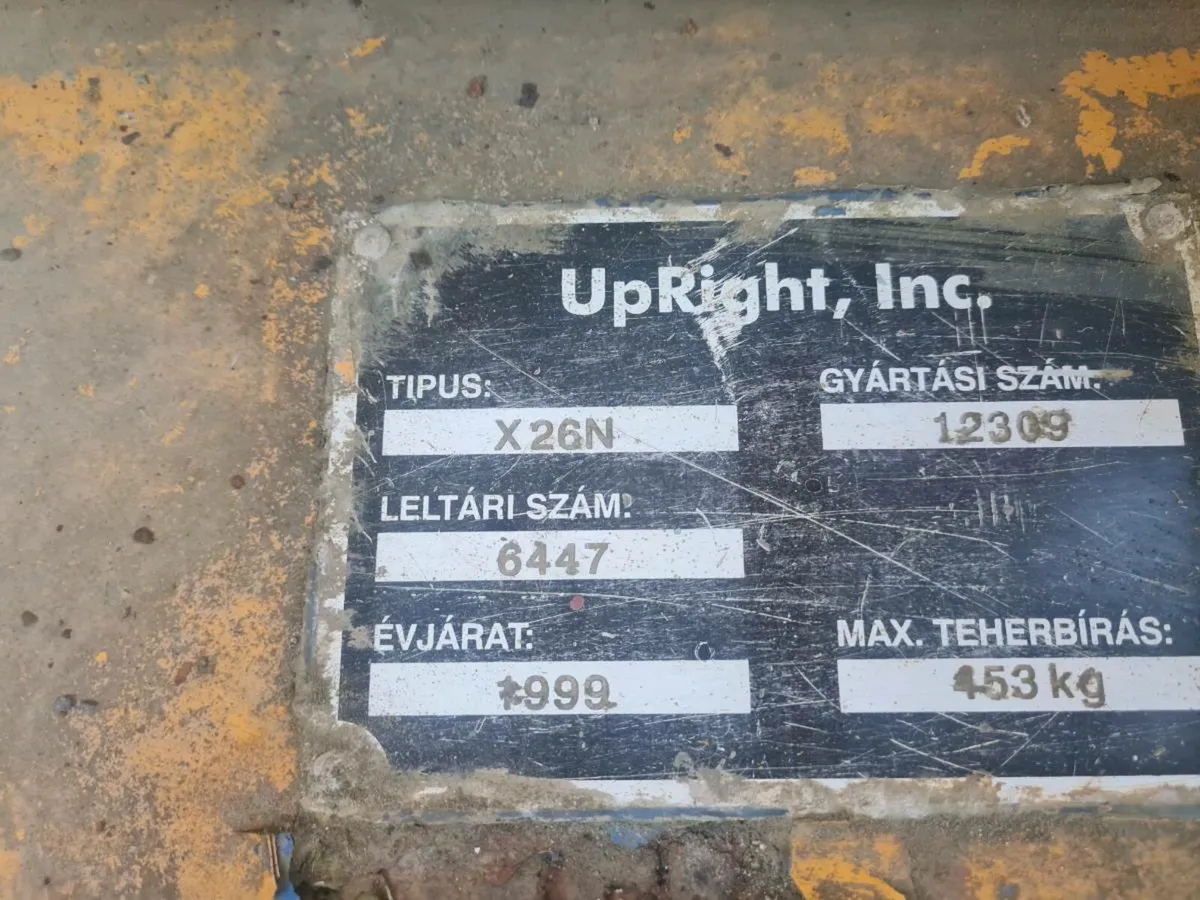 UpRight, Inc.
TIPUS:
GYÁRTÁSI SZÁM:
X26N
12309
LELTÁRI SZÁM:
6447
ÉVJÁRAT:
MAX. TEHERBÍRÁS:
1999
453 kg